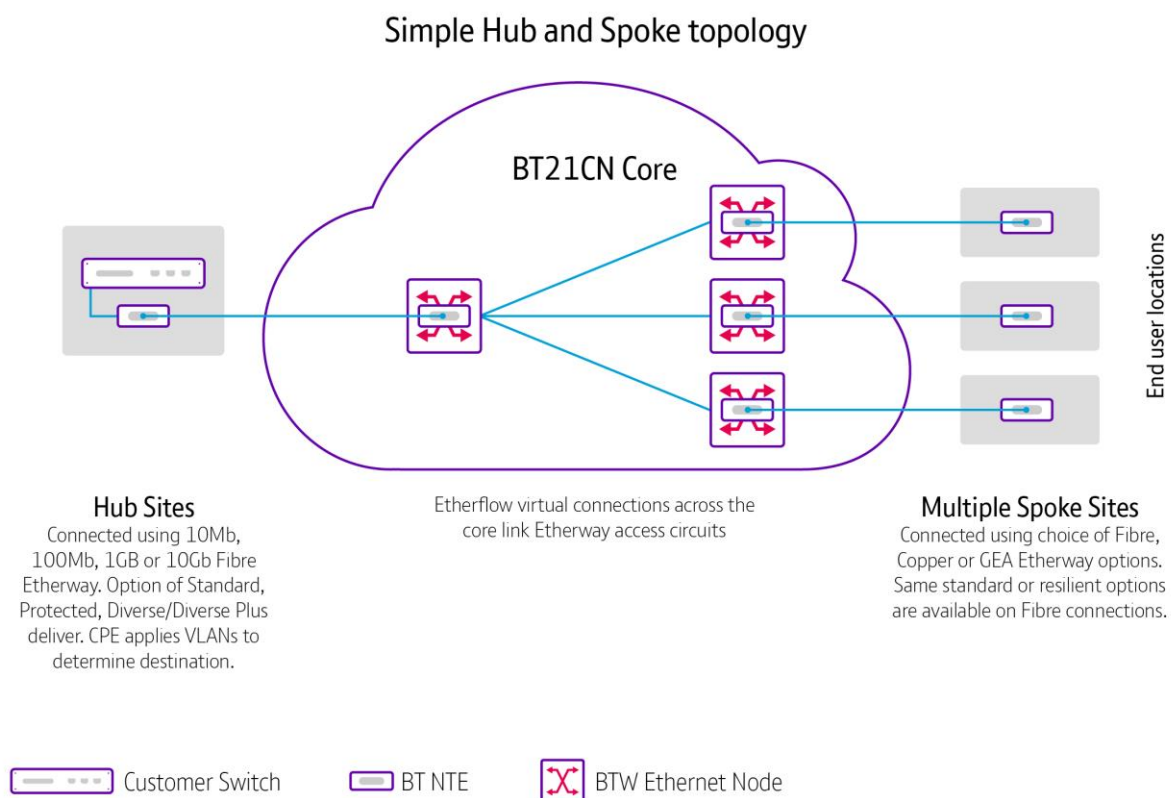 Simple Hub and Spoke topology
BT21CN Core
End user locations
Hub Sites
Connected using 10Mb,
100Mb, 1GB or 10Gb Fibre
Etherway. Option of Standard,
Protected, Diverse/Diverse Plus
deliver. CPE applies VLANs to
determine destination.
Etherflow virtual connections across the
core link Etherway access circuits
Multiple Spoke Sites
Connected using choice of Fibre,
Copper or GEA Etherway options.
Same standard or resilient options
are available on Fibre connections.
Customer Switch
BT NTE
BTW Ethernet Node